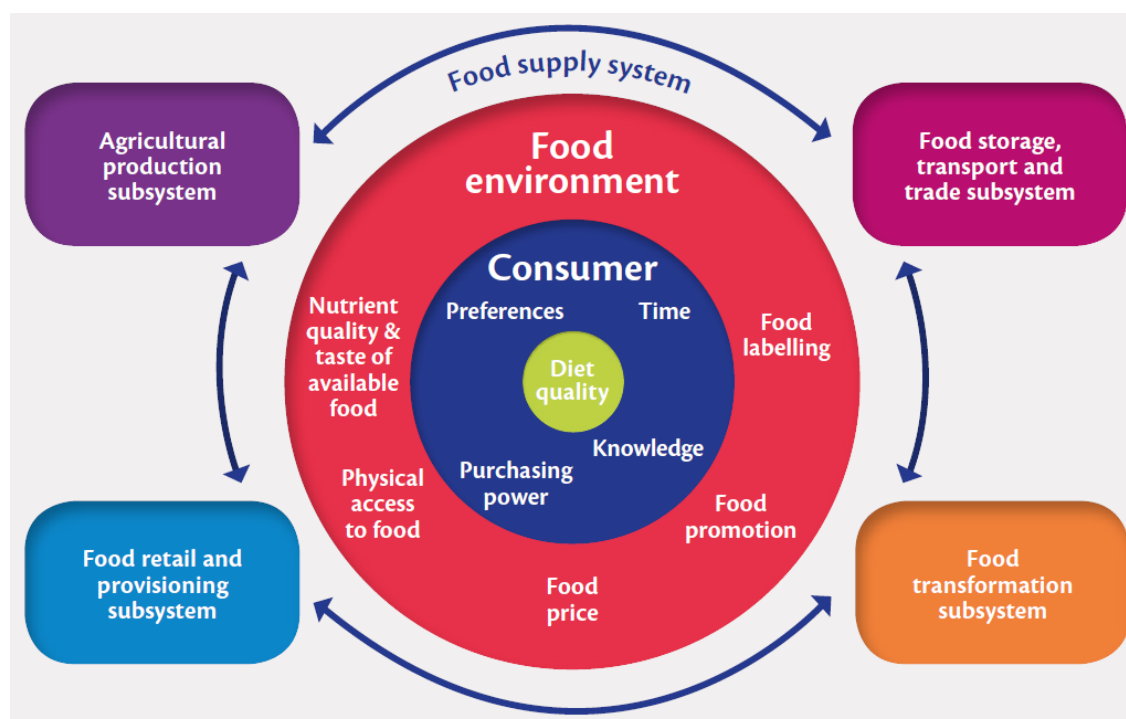 Food supply system
Agricultural
production
subsystem
Food storage,
transport and
trade subsystem
Food
environment
Consumer
Preferences
Time
Nutrient
quality &
taste of
available
food
Food
labelling
Diet
quality
Knowledge
Purchasing
power
Physical
access
to food
Food
promotion
Food
price
Food retail and
provisioning
subsystem
Food
transformation
subsystem